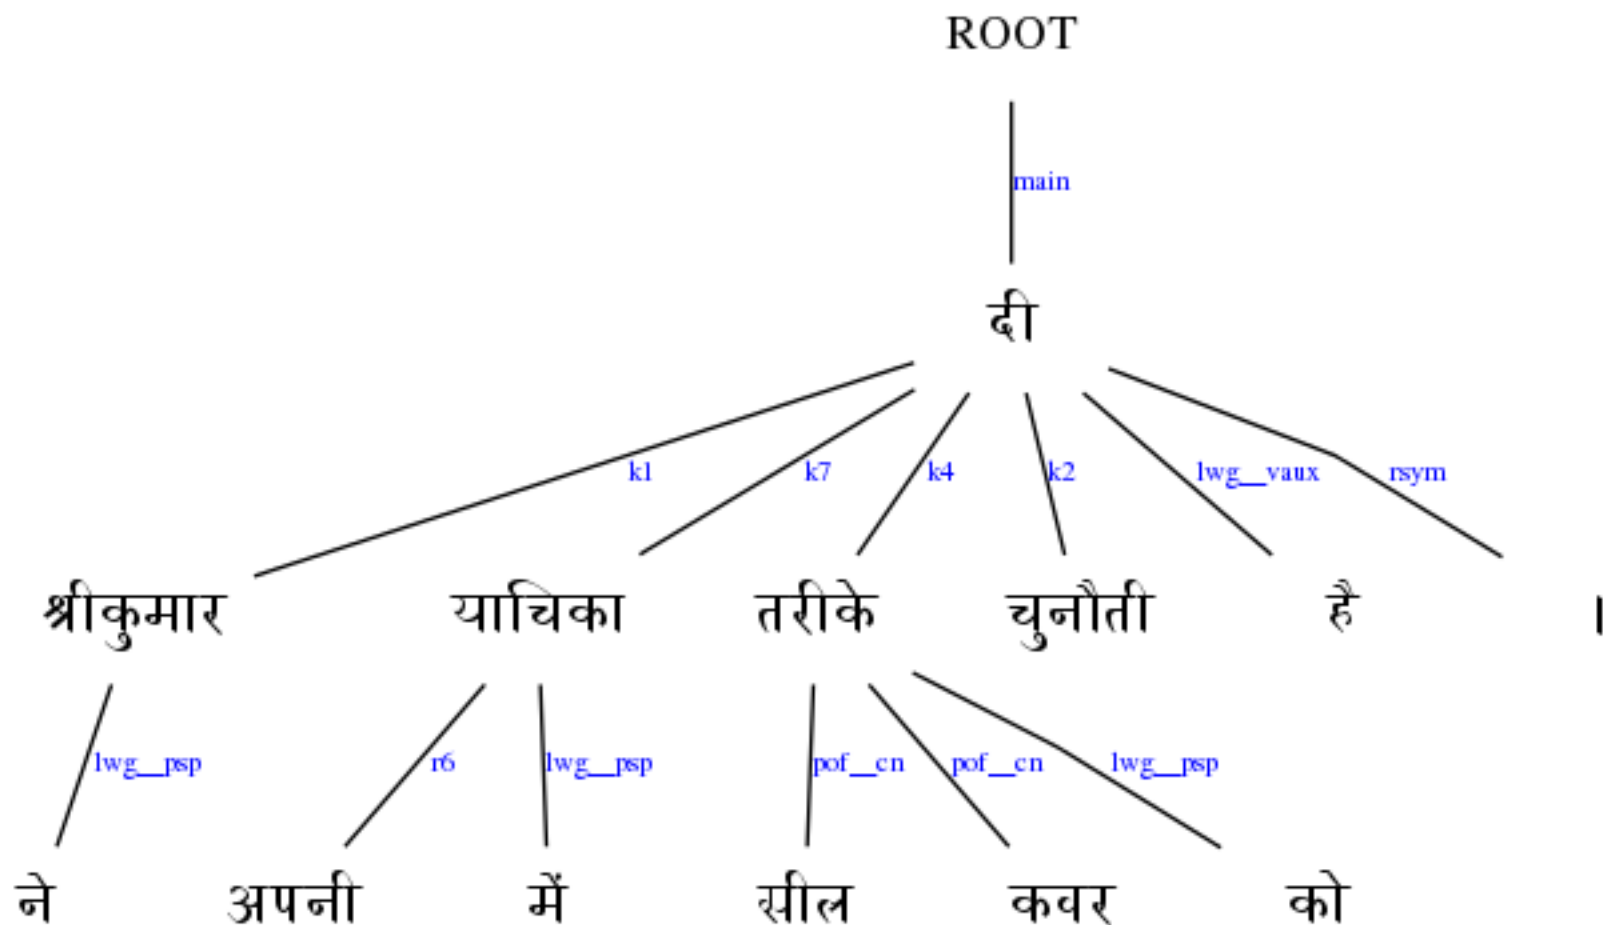 ROOT
main
दी
k1 k7 k4 k2 lwg__vaux rsym
श्रीकुमार याचिका तरीके चुनौती है ।
lwg__psp r6 lwg__psp pof__cn pof__cn lwg__psp
ने अपनी में सील कवर को